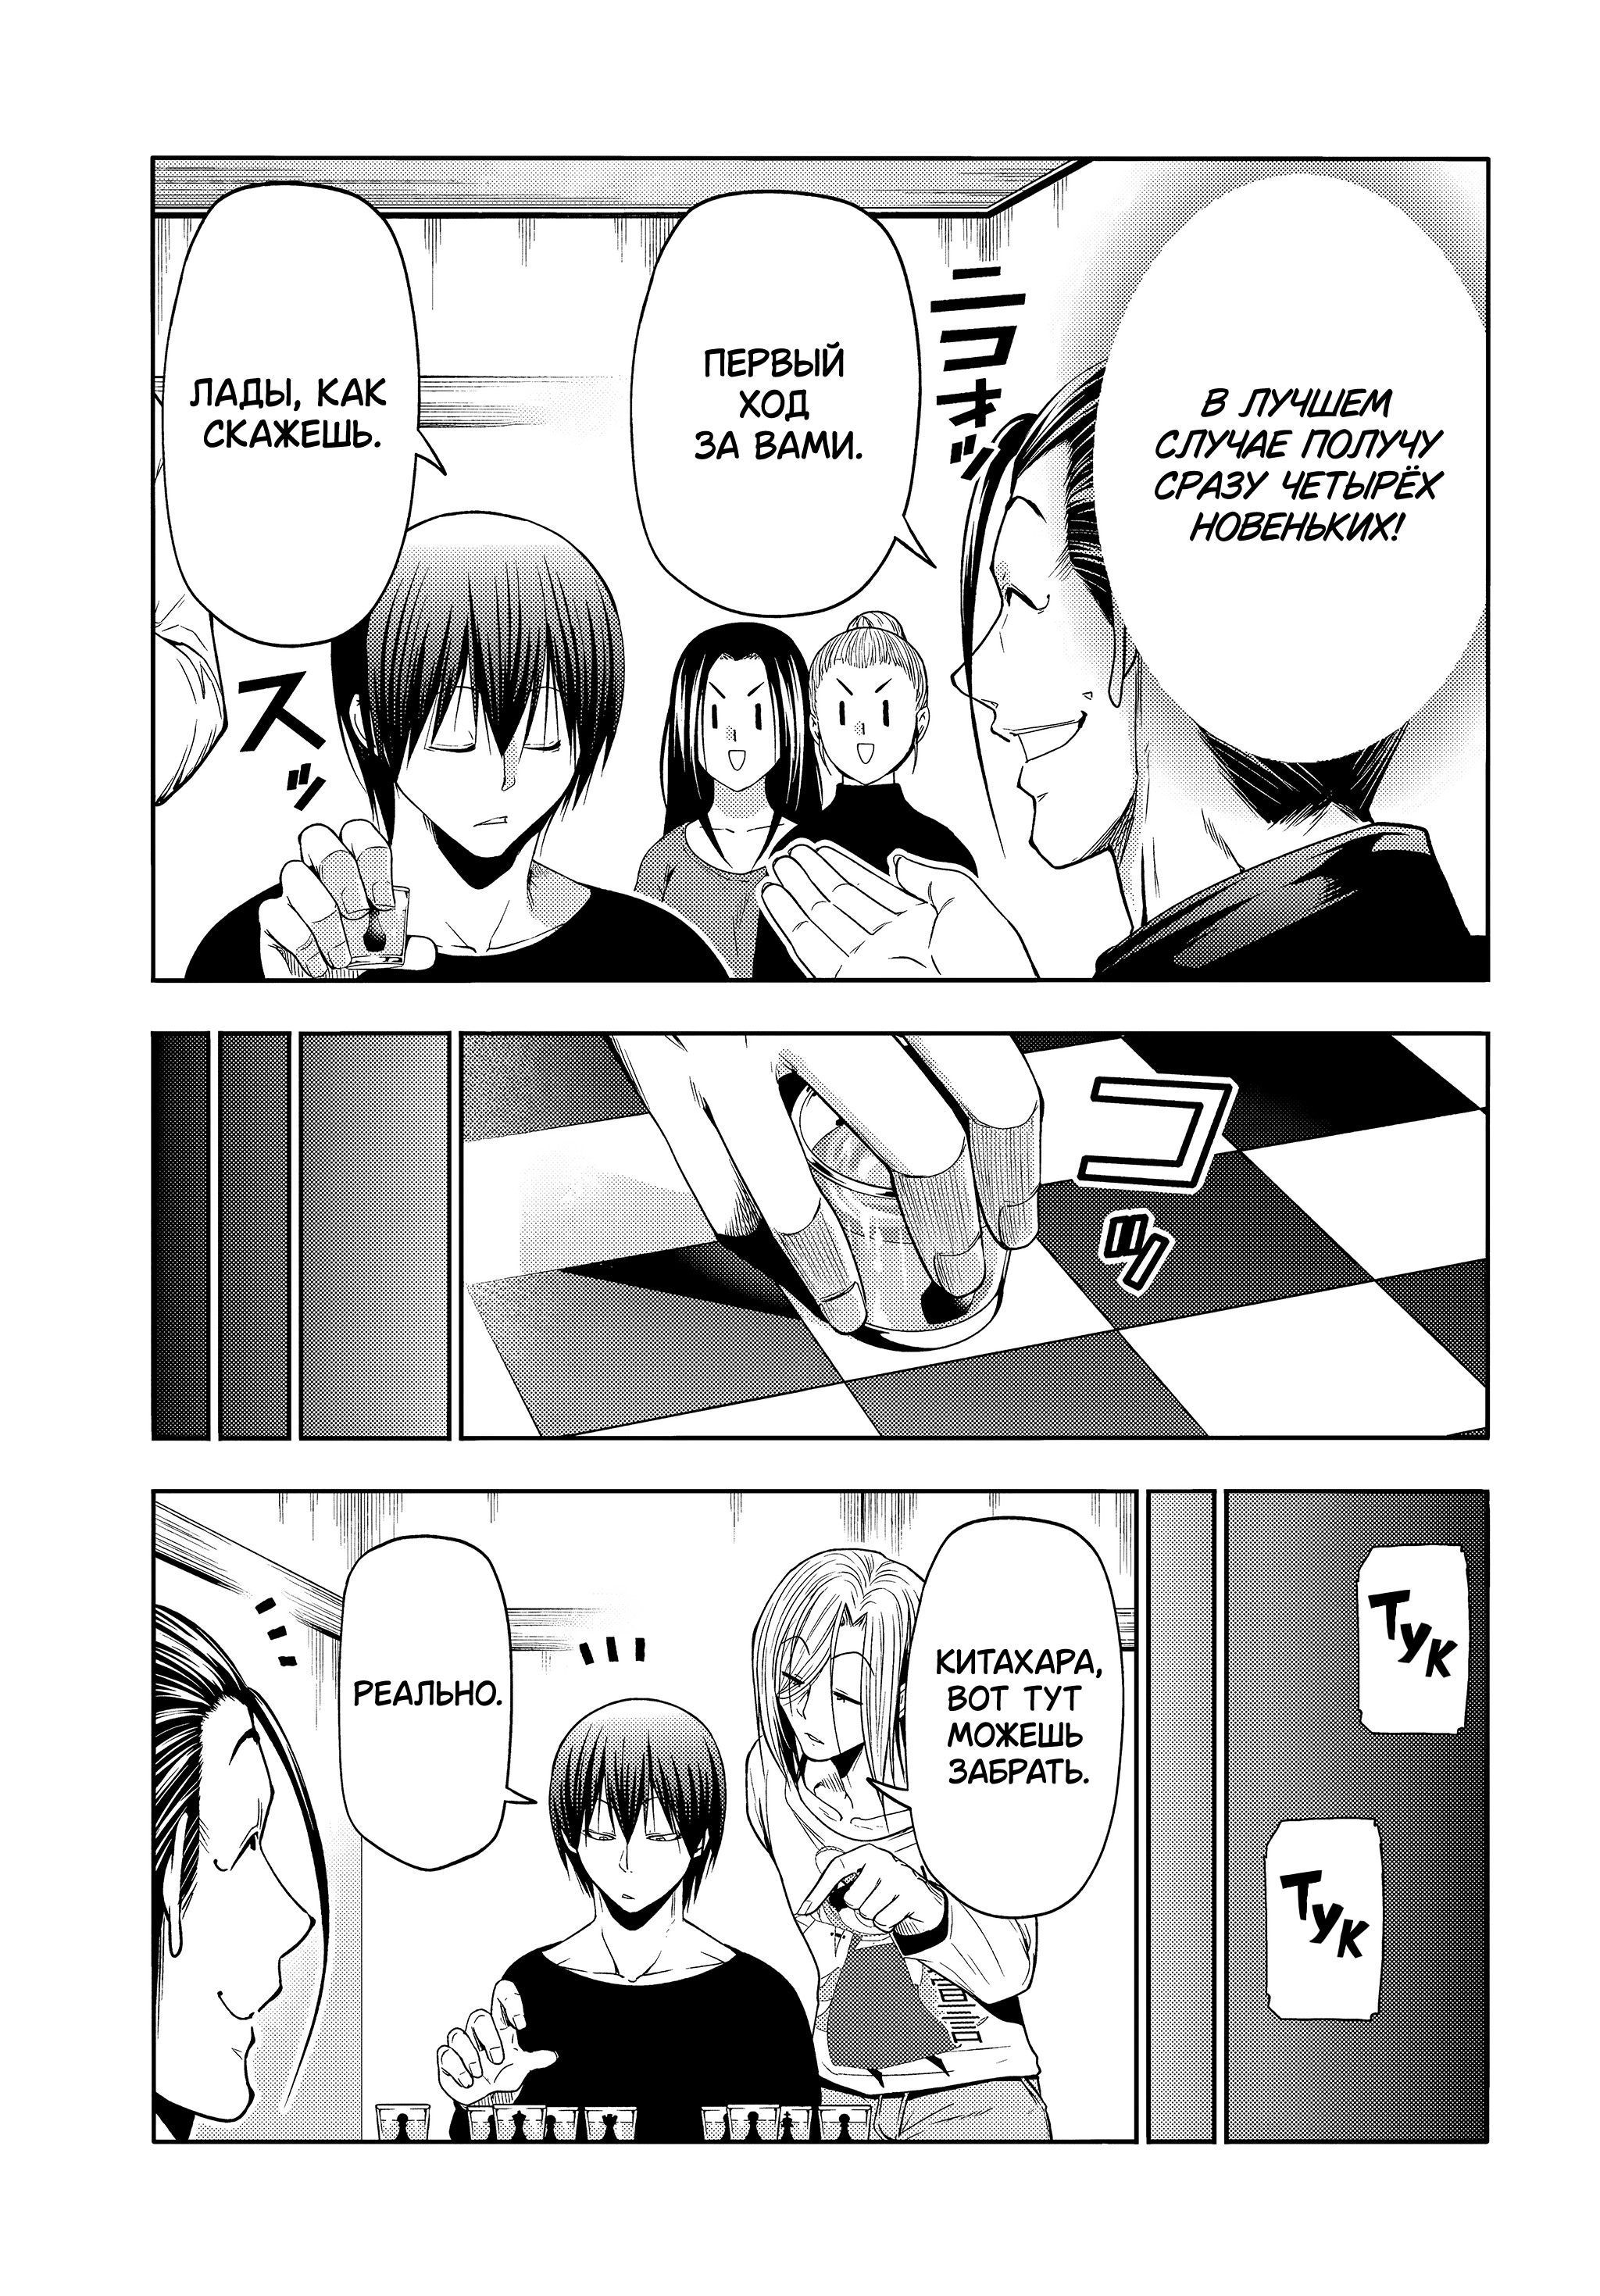 В ЛУЧШЕМ
СЛУЧАЕ ПОЛУЧУ
СРАЗУ ЧЕТЫРЁХ
НОВЕНЬКИХ!
ニコォッ
ПЕРВЫЙ
ХОД
ЗА ВАМИ.
ЛАДЫ, КАК
СКАЖЕШЬ.
スッ
コッ
ТУК
ТУК
КИТАХАРА,
ВОТ ТУТ
МОЖЕШЬ
ЗАБРАТЬ.
РЕАЛЬНО.